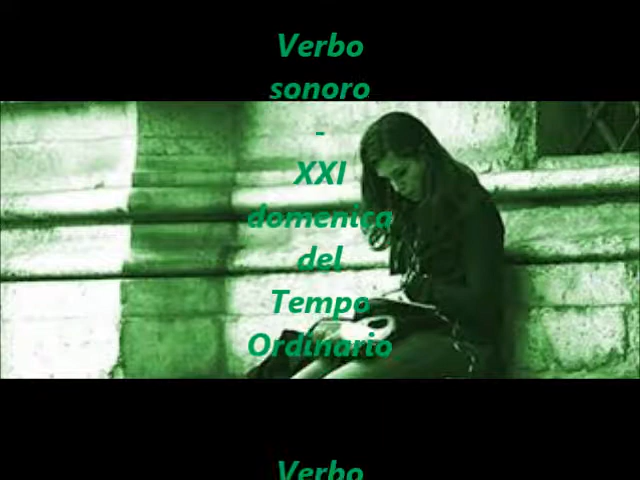 Verbo
sonoro
-
XXI
domenica
del
Tempo
Ordinario
Verbo